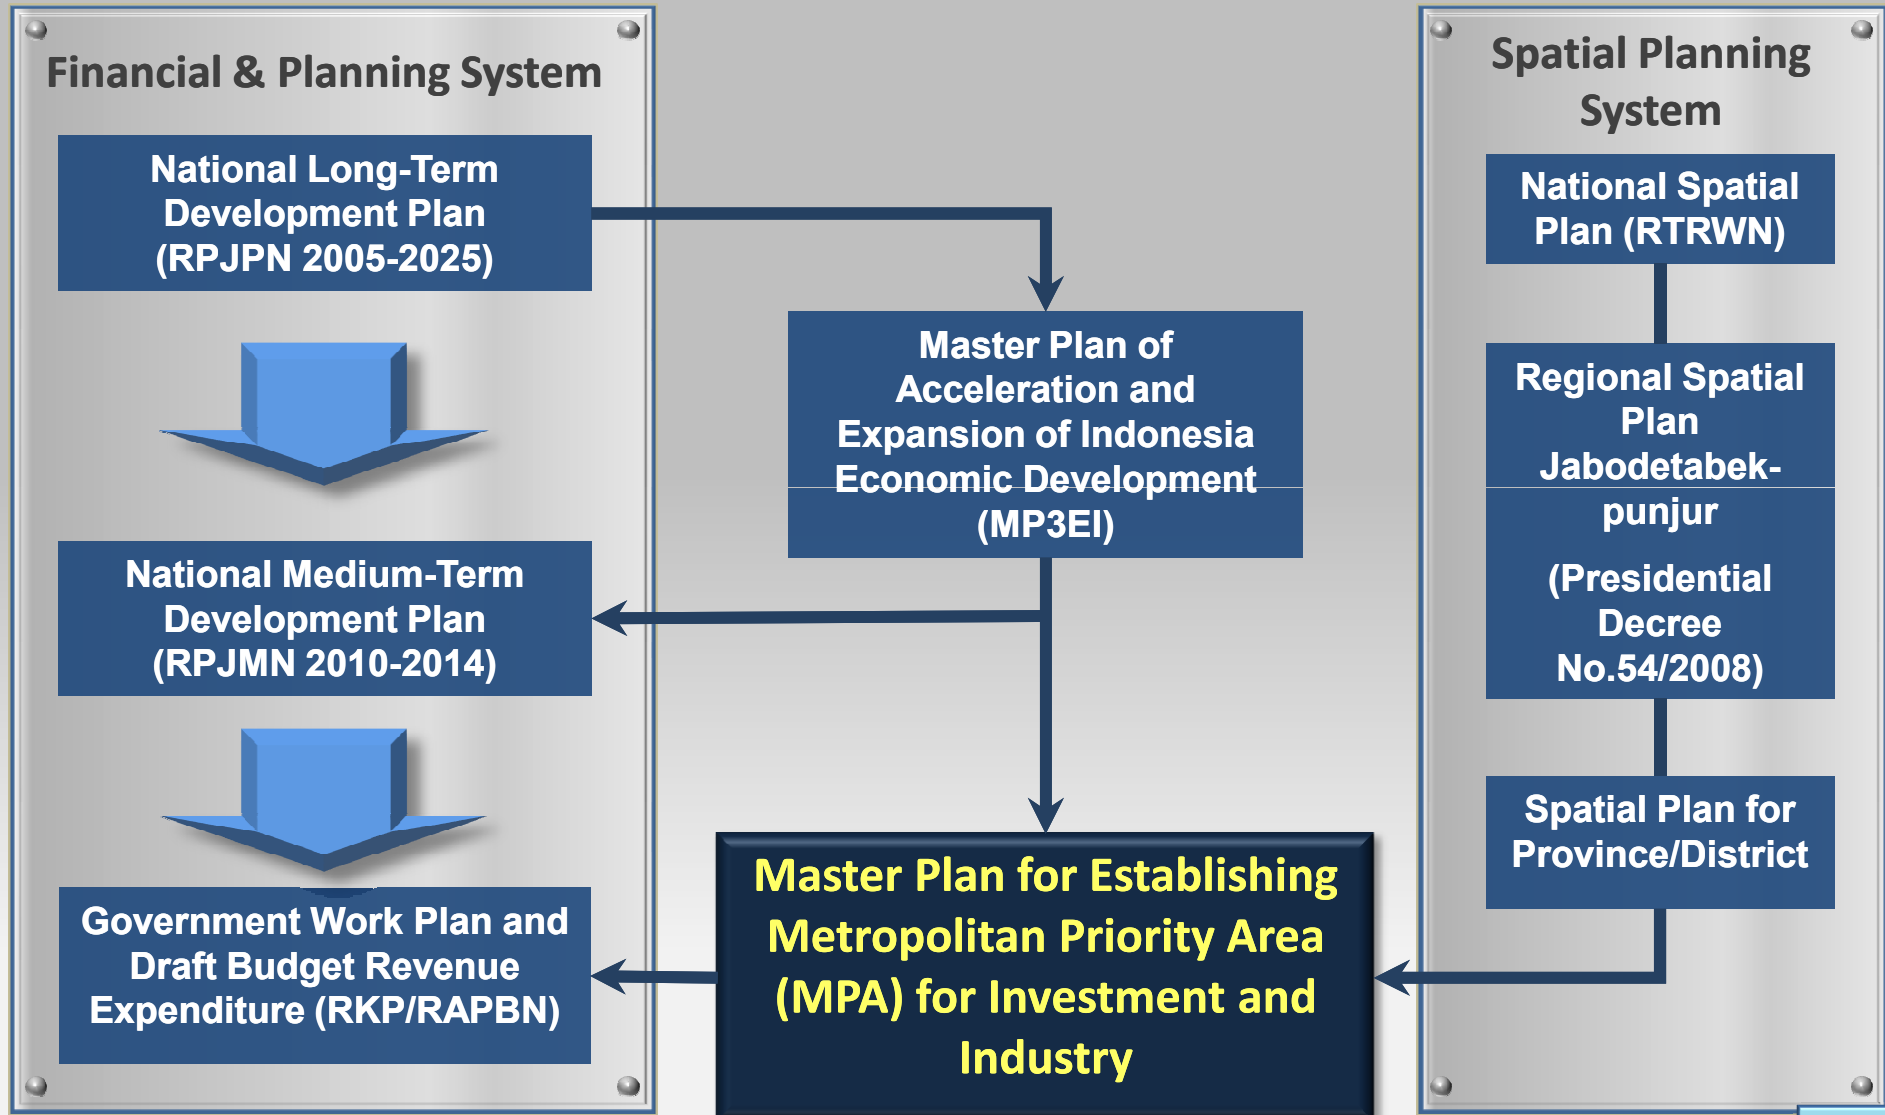 Financial & Planning System
National Long-Term
Development Plan
(RPJPN 2005-2025)
National Medium-Term
Development Plan
(RPJMN 2010-2014)
Government Work Plan and
Draft Budget Revenue
Expenditure (RKP/RAPBN)
Master Plan of
Acceleration and
Expansion of Indonesia
Economic Development
(MP3EI)
Master Plan for Establishing
Metropolitan Priority Area
(MPA) for Investment and
Industry
Spatial Planning
System
National Spatial
Plan (RTRWN)
Regional Spatial
Plan
Jabodetabek-
punjur
(Presidential
Decree
No.54/2008)
Spatial Plan for
Province/District